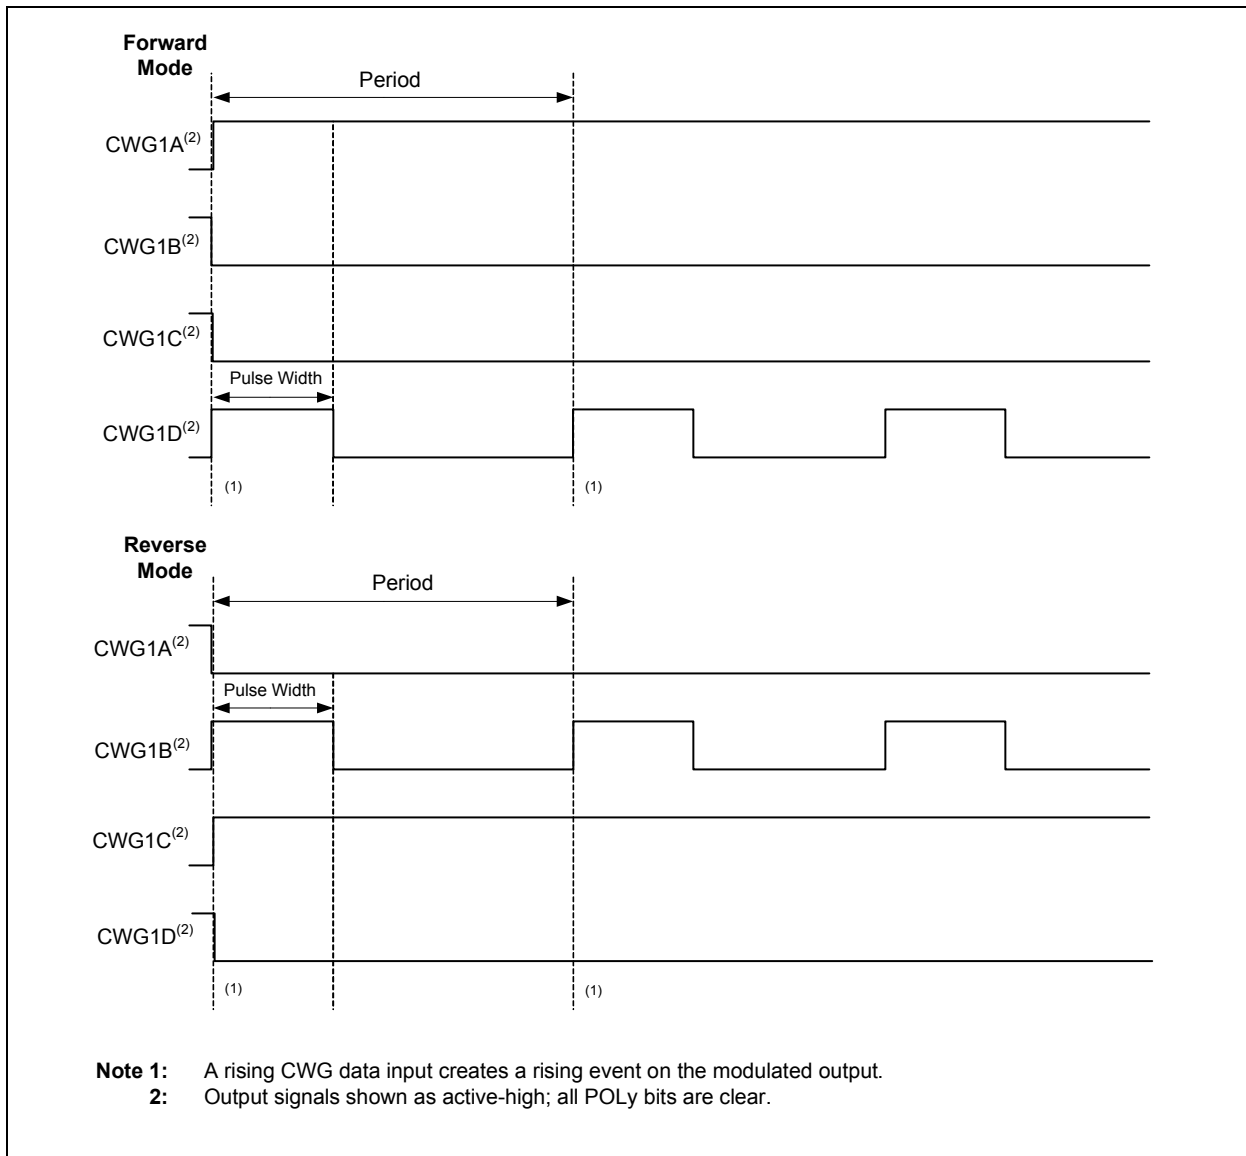 Forward
Mode
Period
CWG1A(2)
CWG1B(2)
CWG1C(2)
Pulse Width
CWG1D(2)
(1) (1)
Reverse
Mode
Period
CWG1A(2)
Pulse Width
CWG1B(2)
CWG1C(2)
CWG1D(2)
(1) (1)
Note 1: A rising CWG data input creates a rising event on the modulated output.
2: Output signals shown as active-high; all POLy bits are clear.